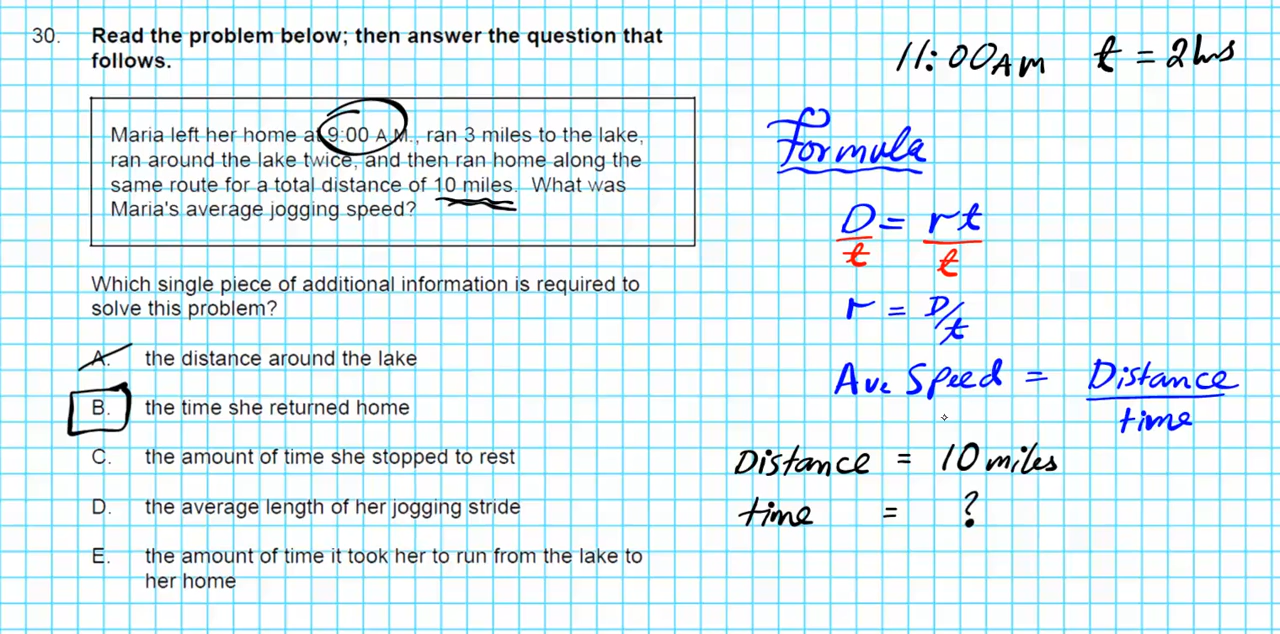 30. Read the problem below; then answer the question that
follows.
Maria left her home at 9:00 A.M., ran 3 miles to the lake,
ran around the lake twice, and then ran home along the
same route for a total distance of 10 miles. What was
Maria's average jogging speed?
Which single piece of additional information is required to
solve this problem?
A. the distance around the lake
B. the time she returned home
C. the amount of time she stopped to rest
D. the average length of her jogging stride
E. the amount of time it took her to run from the lake to
her home
11:00AM t = 2hrs
Formula
D = rt
t t
r = D/t
Ave Speed = Distance
time
Distance = 10 miles
time = ?